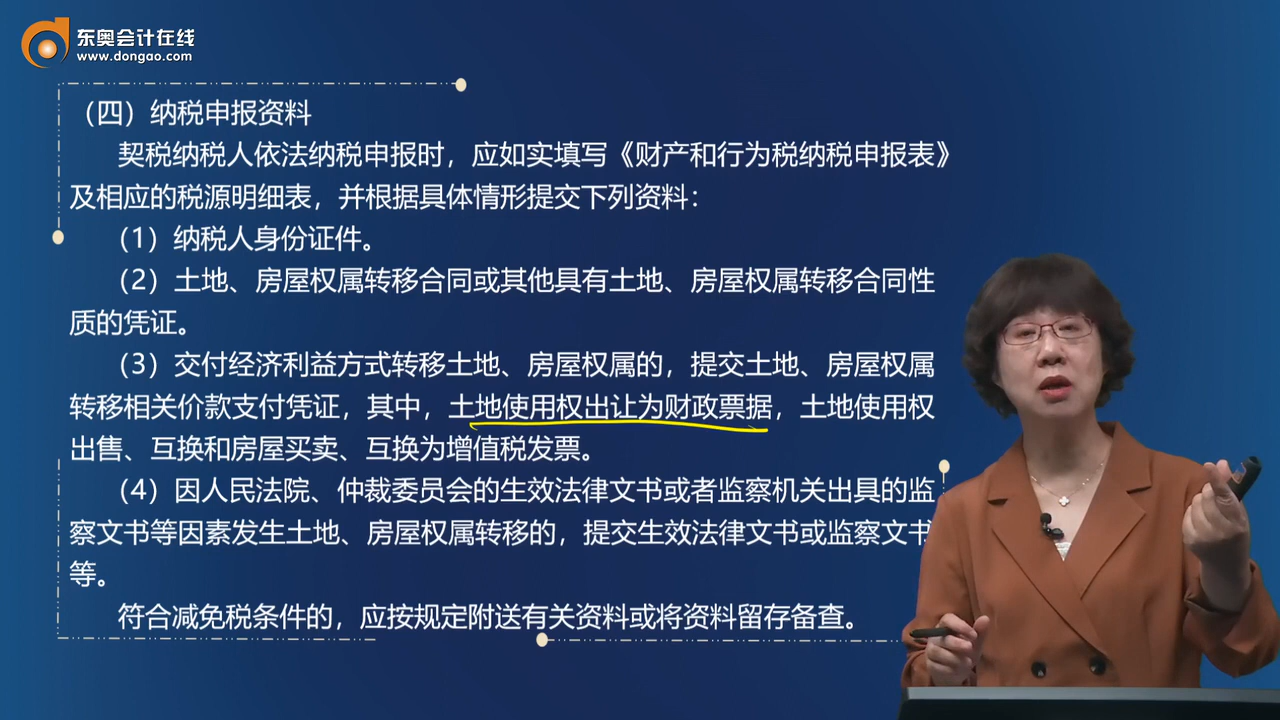 东奥会计在线
www.dongao.com
（四）纳税申报资料
契税纳税人依法纳税申报时，应如实填写《财产和行为税纳税申报表》
及相应的税源明细表，并根据具体情形提交下列资料：
（1）纳税人身份证件。
（2）土地、房屋权属转移合同或其他具有土地、房屋权属转移合同性
质的凭证。
（3）交付经济利益方式转移土地、房屋权属的，提交土地、房屋权属
转移相关价款支付凭证，其中，土地使用权出让为财政票据，土地使用权
出售、互换和房屋买卖、互换为增值税发票。
（4）因人民法院、仲裁委员会的生效法律文书或者监察机关出具的监
察文书等因素发生土地、房屋权属转移的，提交生效法律文书或监察文书
等。
符合减免税条件的，应按规定附送有关资料或将资料留存备查。